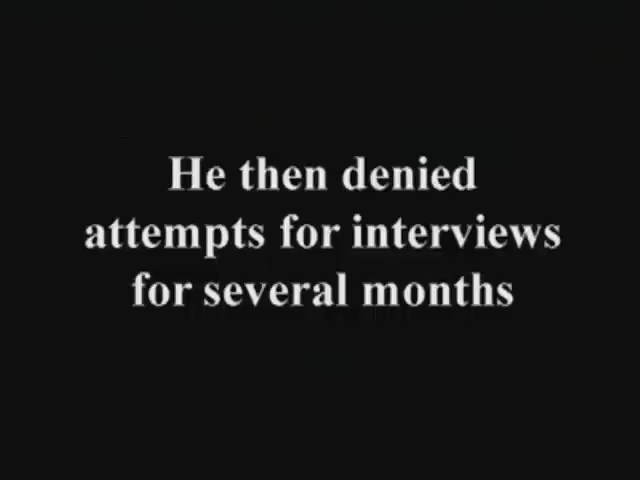 He then denied
attempts for interviews
for several months